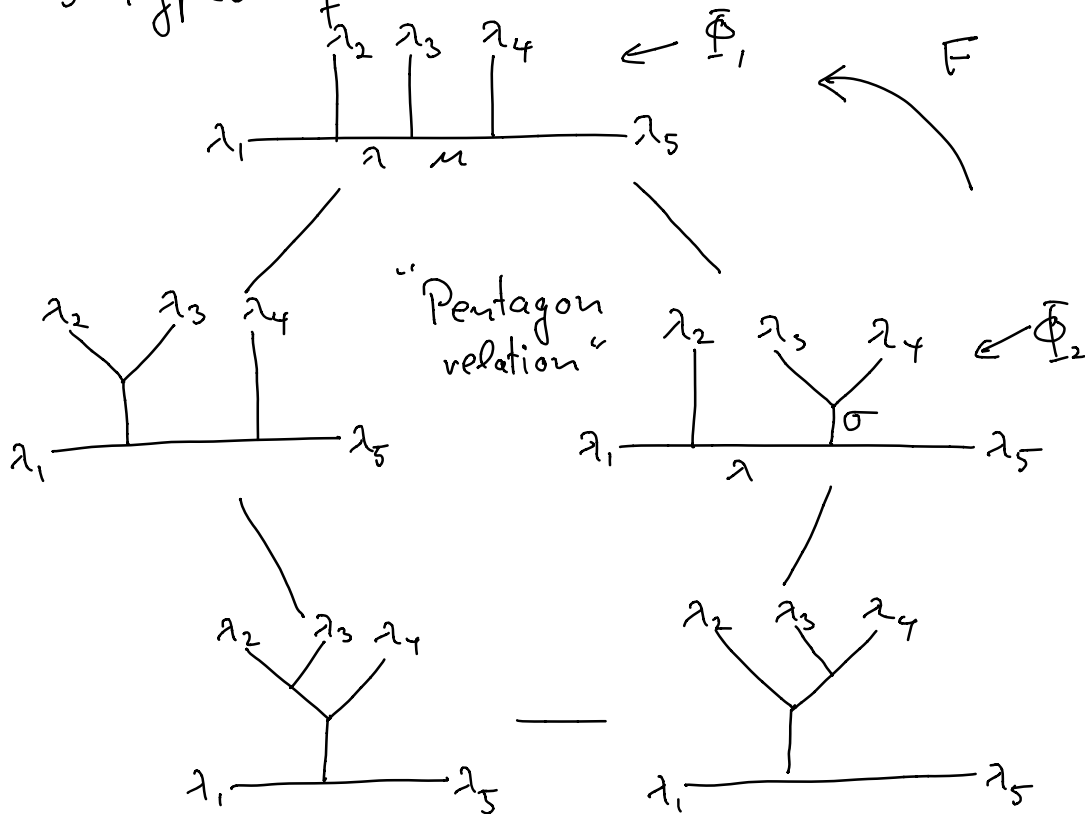 λ₂ λ₃ λ₄ ← Φ₁ F
λ₁ λ μ λ₅
λ₂ λ₃ λ₄
"Pentagon
relation"
λ₂ λ₃ λ₄ ← Φ₂
σ
λ₁ λ₅
λ₁ λ λ₅
λ₂ λ₃ λ₄
λ₂ λ₃ λ₄
λ₁ λ₅
λ₁ λ₅